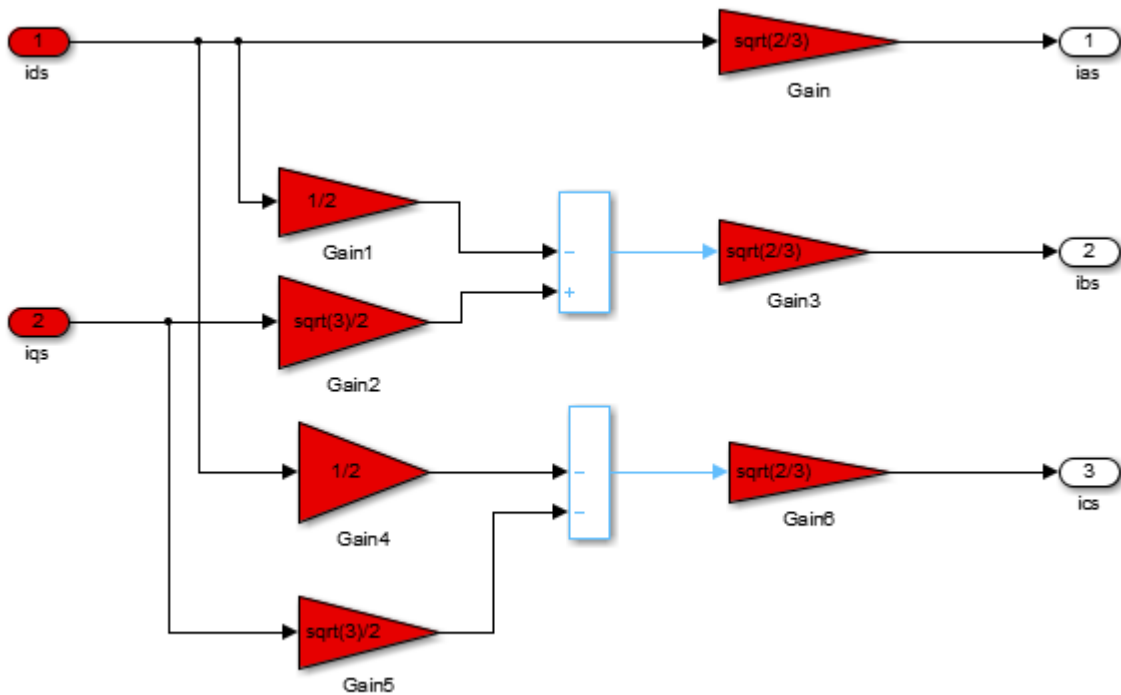 1
ids
sqrt(2/3)
Gain
1
ias
1/2
Gain1
−
+
sqrt(2/3)
Gain3
2
ibs
2
iqs
sqrt(3)/2
Gain2
1/2
Gain4
−
−
sqrt(2/3)
Gain6
3
ics
sqrt(3)/2
Gain5